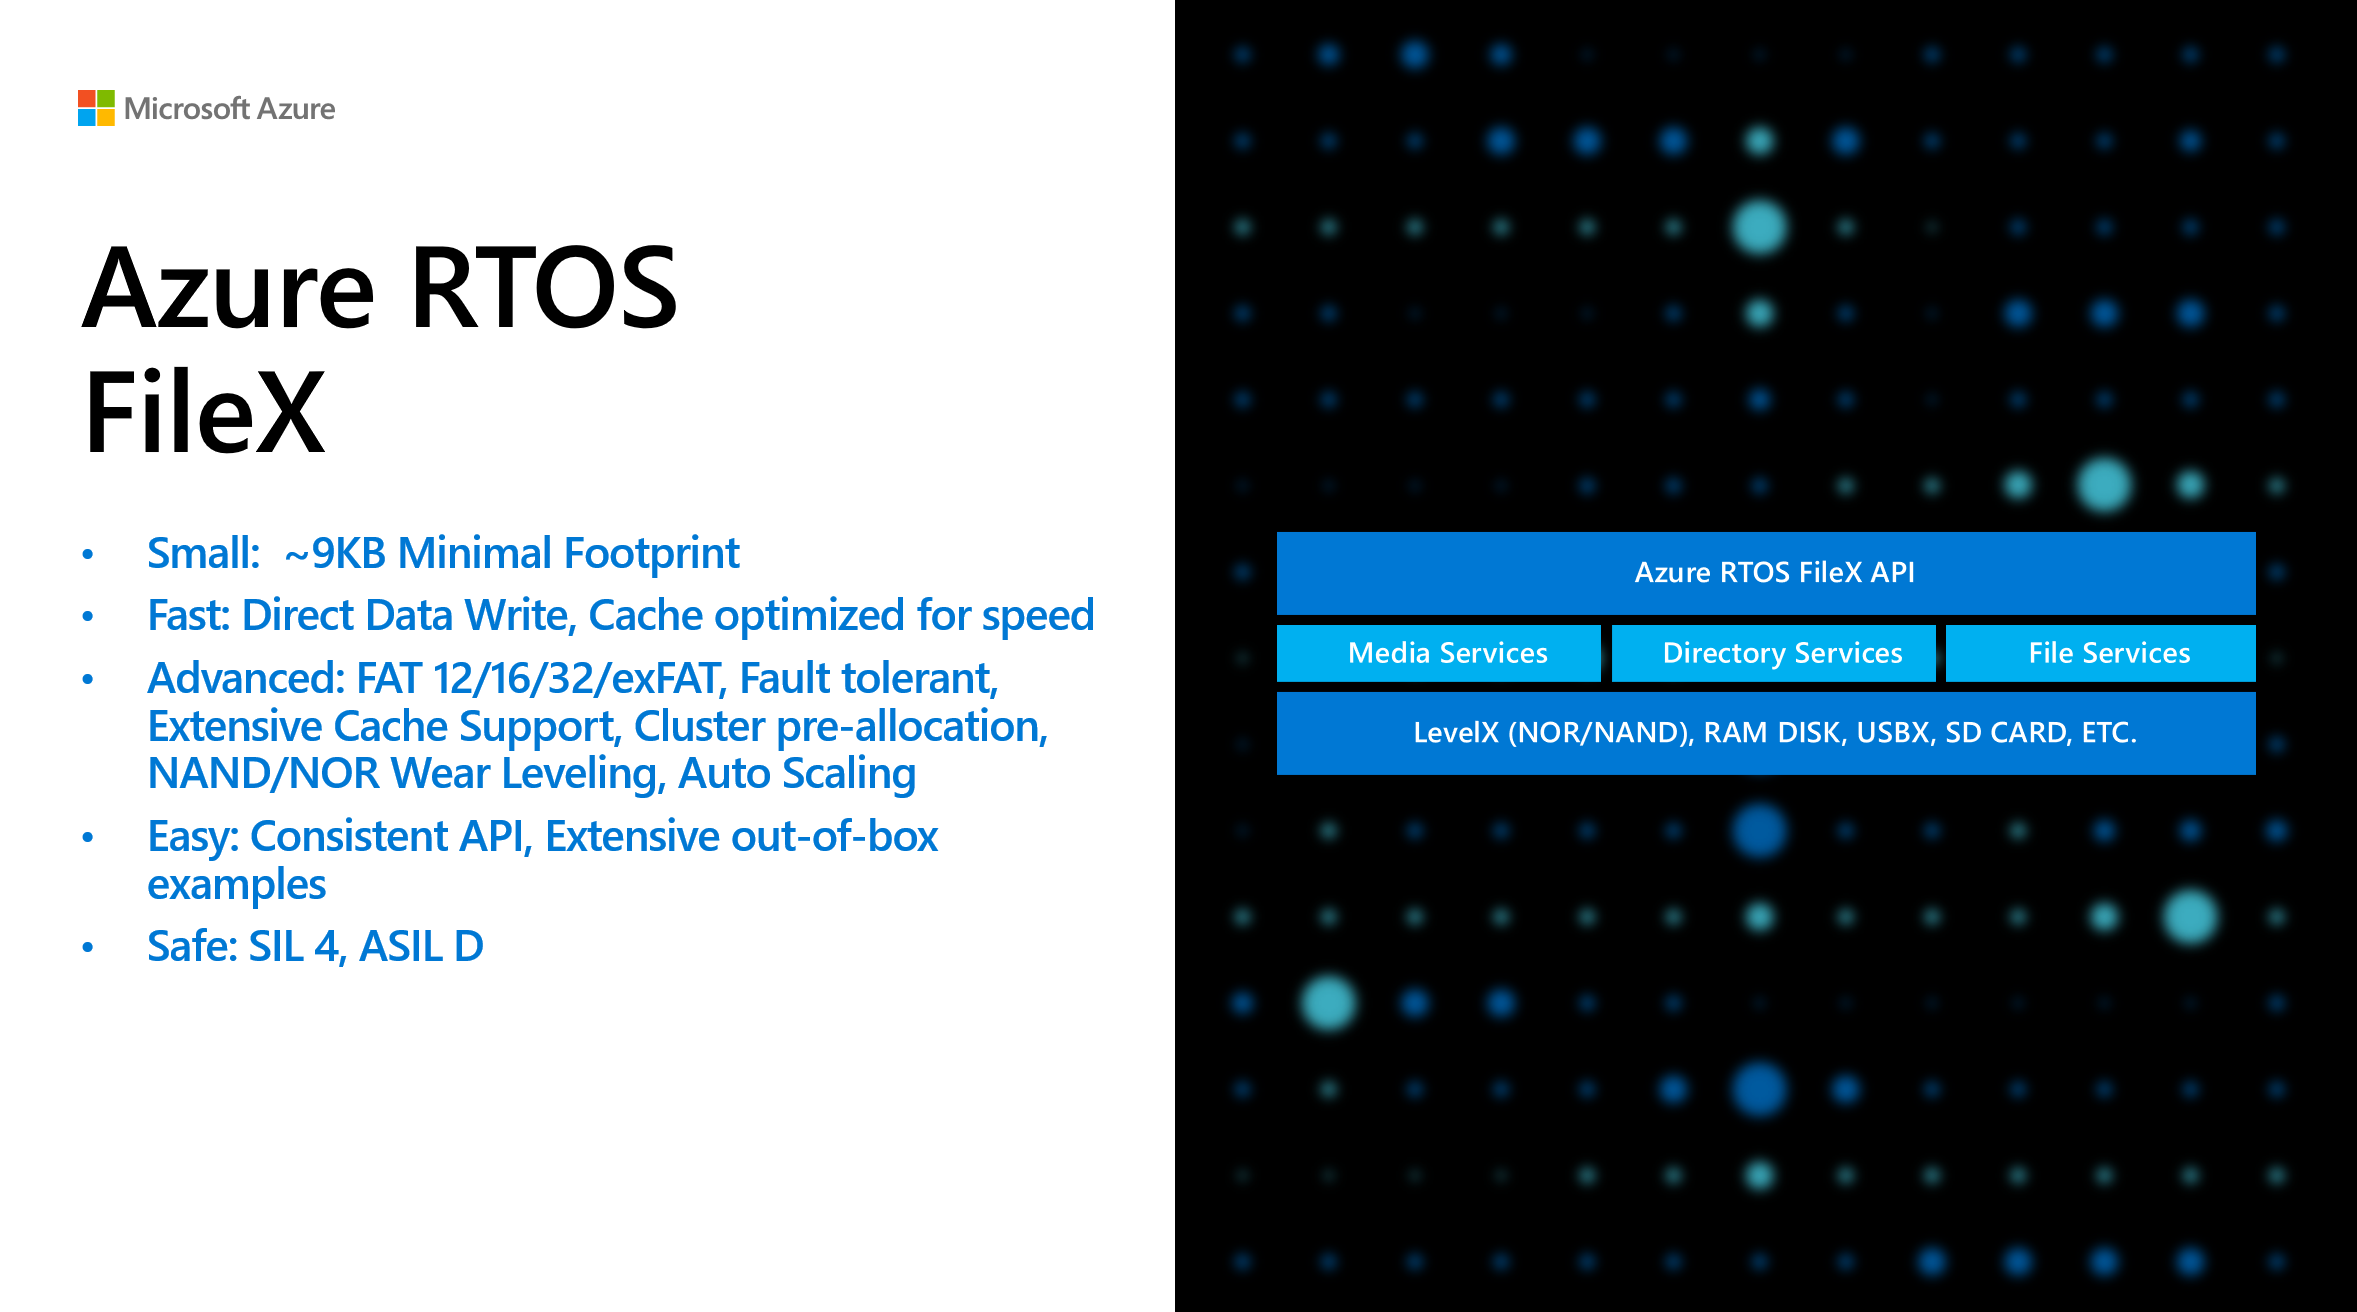 Microsoft Azure
Azure RTOS
FileX
• Small: ~9KB Minimal Footprint
• Fast: Direct Data Write, Cache optimized for speed
• Advanced: FAT 12/16/32/exFAT, Fault tolerant,
Extensive Cache Support, Cluster pre-allocation,
NAND/NOR Wear Leveling, Auto Scaling
• Easy: Consistent API, Extensive out-of-box
examples
• Safe: SIL 4, ASIL D
Azure RTOS FileX API
Media Services
Directory Services
File Services
LevelX (NOR/NAND), RAM DISK, USBX, SD CARD, ETC.